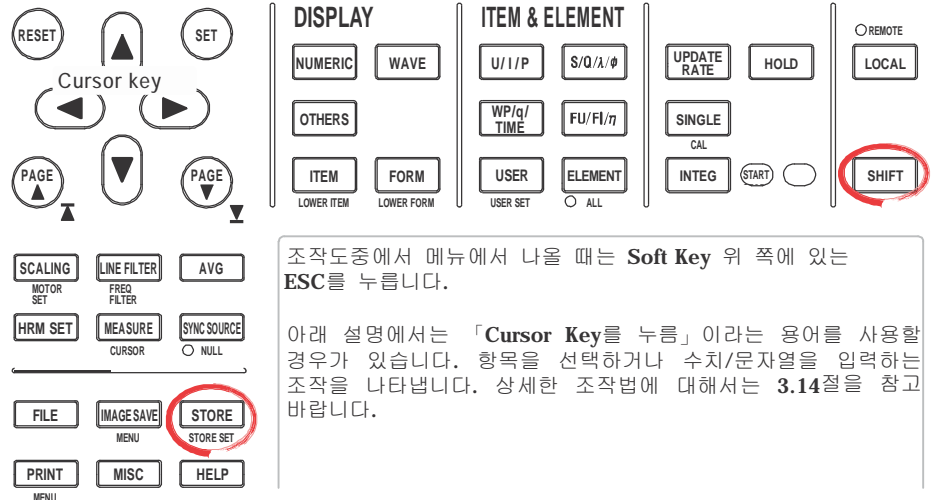 RESET
SET
Cursor key
PAGE
PAGE
DISPLAY
NUMERIC
WAVE
OTHERS
ITEM
FORM
LOWER ITEM
LOWER FORM
ITEM & ELEMENT
U/I/P
S/Q/λ/ϕ
WP/q/
TIME
FU/FI/η
USER
ELEMENT
USER SET
ALL
UPDATE
RATE
HOLD
SINGLE
CAL
INTEG
START
REMOTE
LOCAL
SHIFT
SCALING
LINE FILTER
AVG
MOTOR
SET
FREQ
FILTER
HRM SET
MEASURE
SYNC SOURCE
CURSOR
NULL
FILE
IMAGE SAVE
STORE
MENU
STORE SET
PRINT
MISC
HELP
MENU
조작도중에서 메뉴에서 나올 때는 Soft Key 위 쪽에 있는
ESC를 누릅니다.
아래 설명에서는 「Cursor Key를 누름」이라는 용어를 사용할
경우가 있습니다. 항목을 선택하거나 수치/문자열을 입력하는
조작을 나타냅니다. 상세한 조작법에 대해서는 3.14절을 참고
바랍니다.